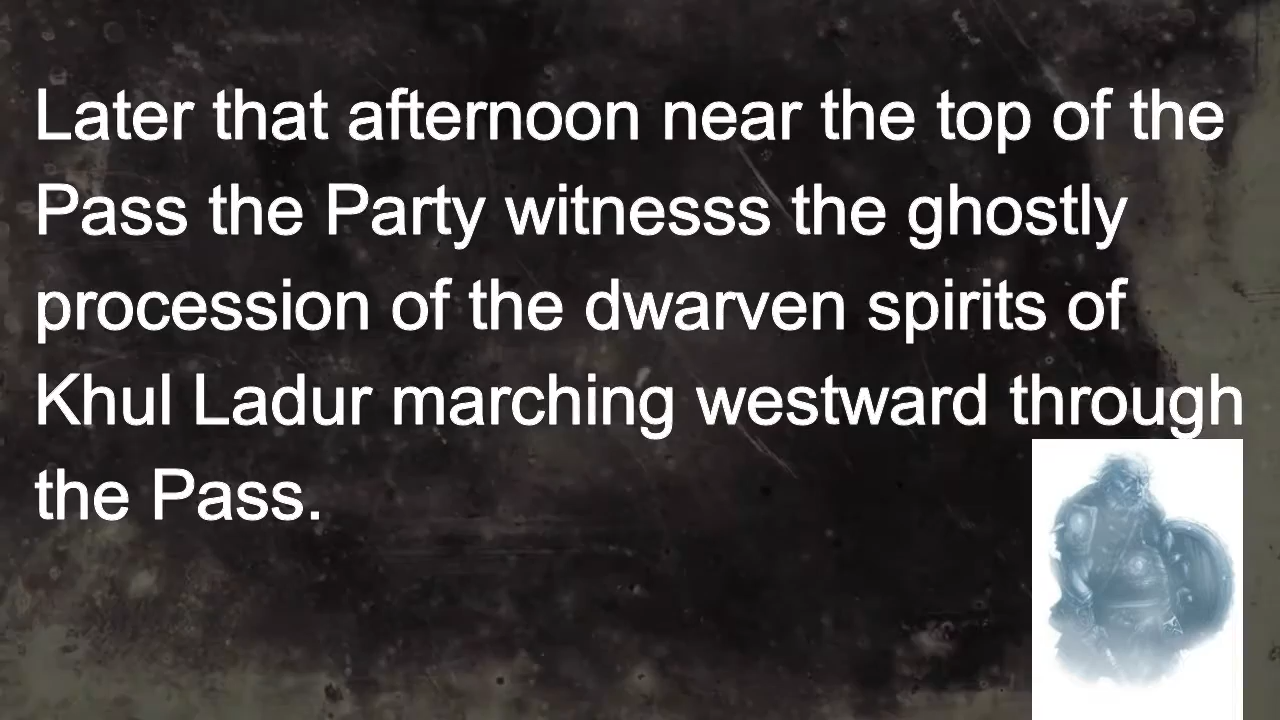 Later that afternoon near the top of the
Pass the Party witnesss the ghostly
procession of the dwarven spirits of
Khul Ladur marching westward through
the Pass.